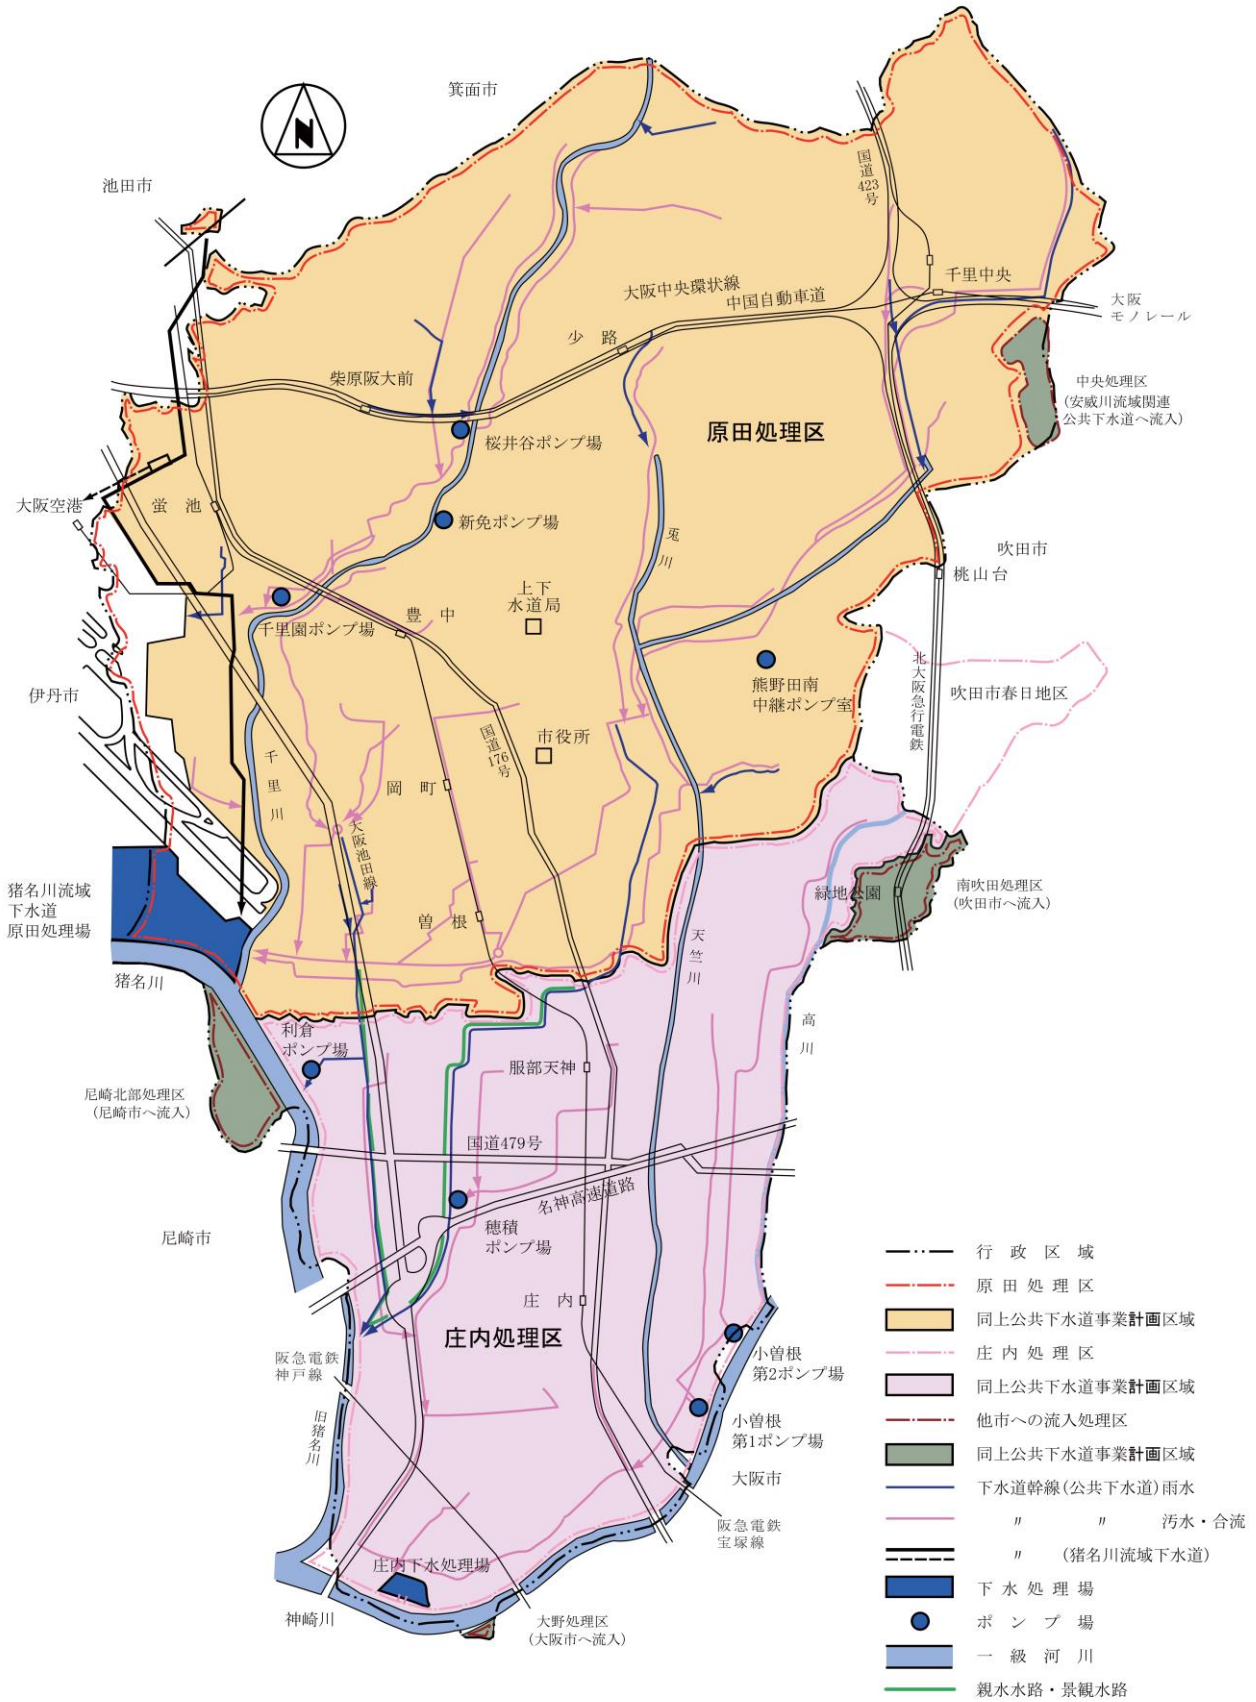 箕面市
N
池田市
国道423号
千里中央
大阪中央環状線
中国自動車道
大阪
モノレール
少路
柴原阪大前
中央処理区
(安威川流域関連
公共下水道へ流入)
原田処理区
桜井谷ポンプ場
大阪空港
蛍池
新免ポンプ場
兎川
吹田市
桃山台
上下
水道局
豊中
千里園ポンプ場
伊丹市
熊野田南
中継ポンプ室
北大阪急行電鉄
吹田市春日地区
国道176号
市役所
千里川
岡町
大阪池田線
猪名川流域
下水道
原田処理場
曽根
緑地公園
南吹田処理区
(吹田市へ流入)
天竺川
猪名川
高川
利倉
ポンプ場
服部天神
尼崎北部処理区
(尼崎市へ流入)
国道479号
名神高速道路
尼崎市
穂積
ポンプ場
庄内
庄内処理区
阪急電鉄
神戸線
小曽根
第2ポンプ場
旧猪名川
小曽根
第1ポンプ場
大阪市
阪急電鉄
宝塚線
庄内下水処理場
神崎川
大野処理区
(大阪市へ流入)
行政区域
原田処理区
同上公共下水道事業計画区域
庄内処理区
同上公共下水道事業計画区域
他市への流入処理区
同上公共下水道事業計画区域
下水道幹線(公共下水道)雨水
〃 〃 汚水・合流
〃 (猪名川流域下水道)
下水処理場
ポンプ場
一級河川
親水水路・景観水路